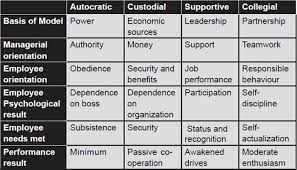 Autocratic Custodial Supportive Collegial
Basis of Model Power Economic sources Leadership Partnership
Managerial orientation Authority Money Support Teamwork
Employee orientation Obedience Security and benefits Job performance Responsible behaviour
Employee Psychological result Dependence on boss Dependence on organization Participation Self-discipline
Employee needs met Subsistence Security Status and recognition Self-actualization
Performance result Minimum Passive co-operation Awakened drives Moderate enthusiasm